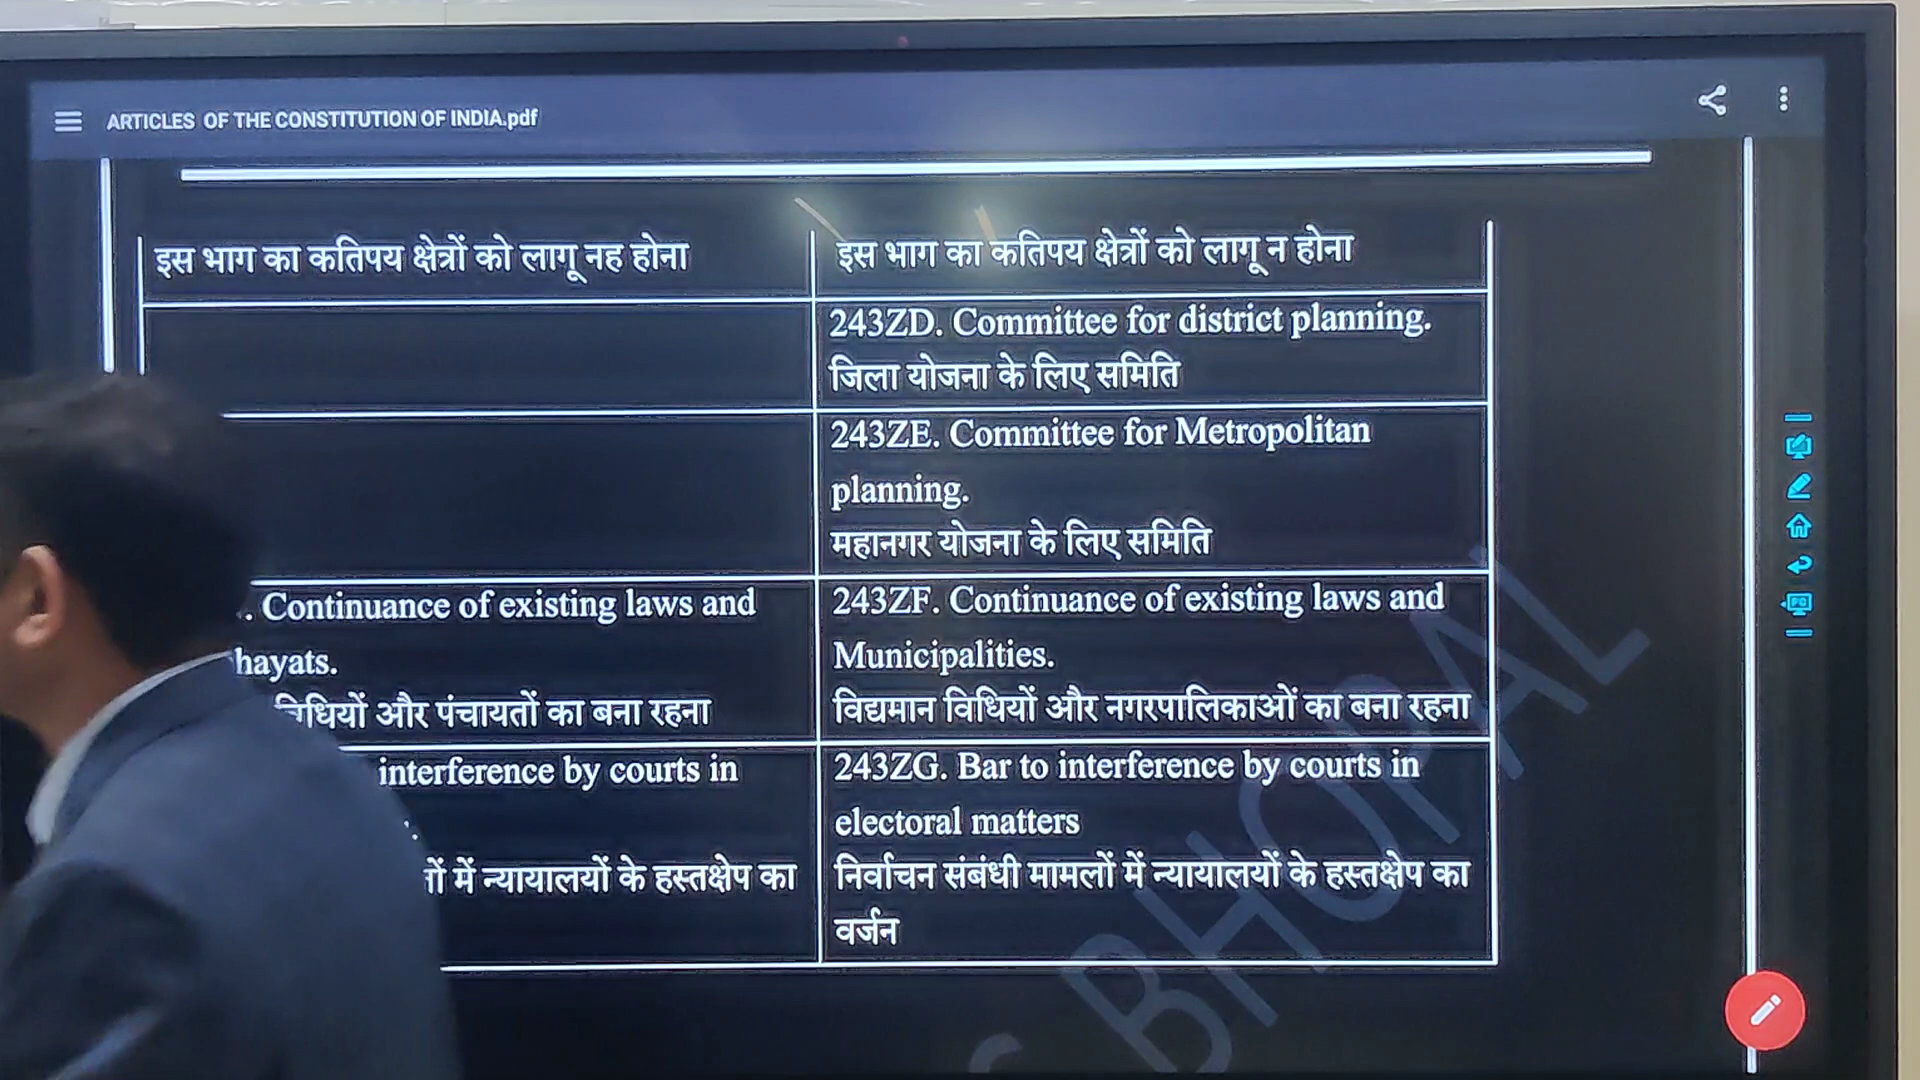 ARTICLES OF THE CONSTITUTION OF INDIA.pdf
इस भाग का कतिपय क्षेत्रों को लागू नह होना
इस भाग का कतिपय क्षेत्रों को लागू न होना
243ZD. Committee for district planning.
जिला योजना के लिए समिति
243ZE. Committee for Metropolitan
planning.
महानगर योजना के लिए समिति
. Continuance of existing laws and
hayats.
विधियों और पंचायतों का बना रहना
243ZF. Continuance of existing laws and
Municipalities.
विद्यमान विधियों और नगरपालिकाओं का बना रहना
interference by courts in
में न्यायालयों के हस्तक्षेप का
243ZG. Bar to interference by courts in
electoral matters
निर्वाचन संबंधी मामलों में न्यायालयों के हस्तक्षेप का
वर्जन
BHOPAL